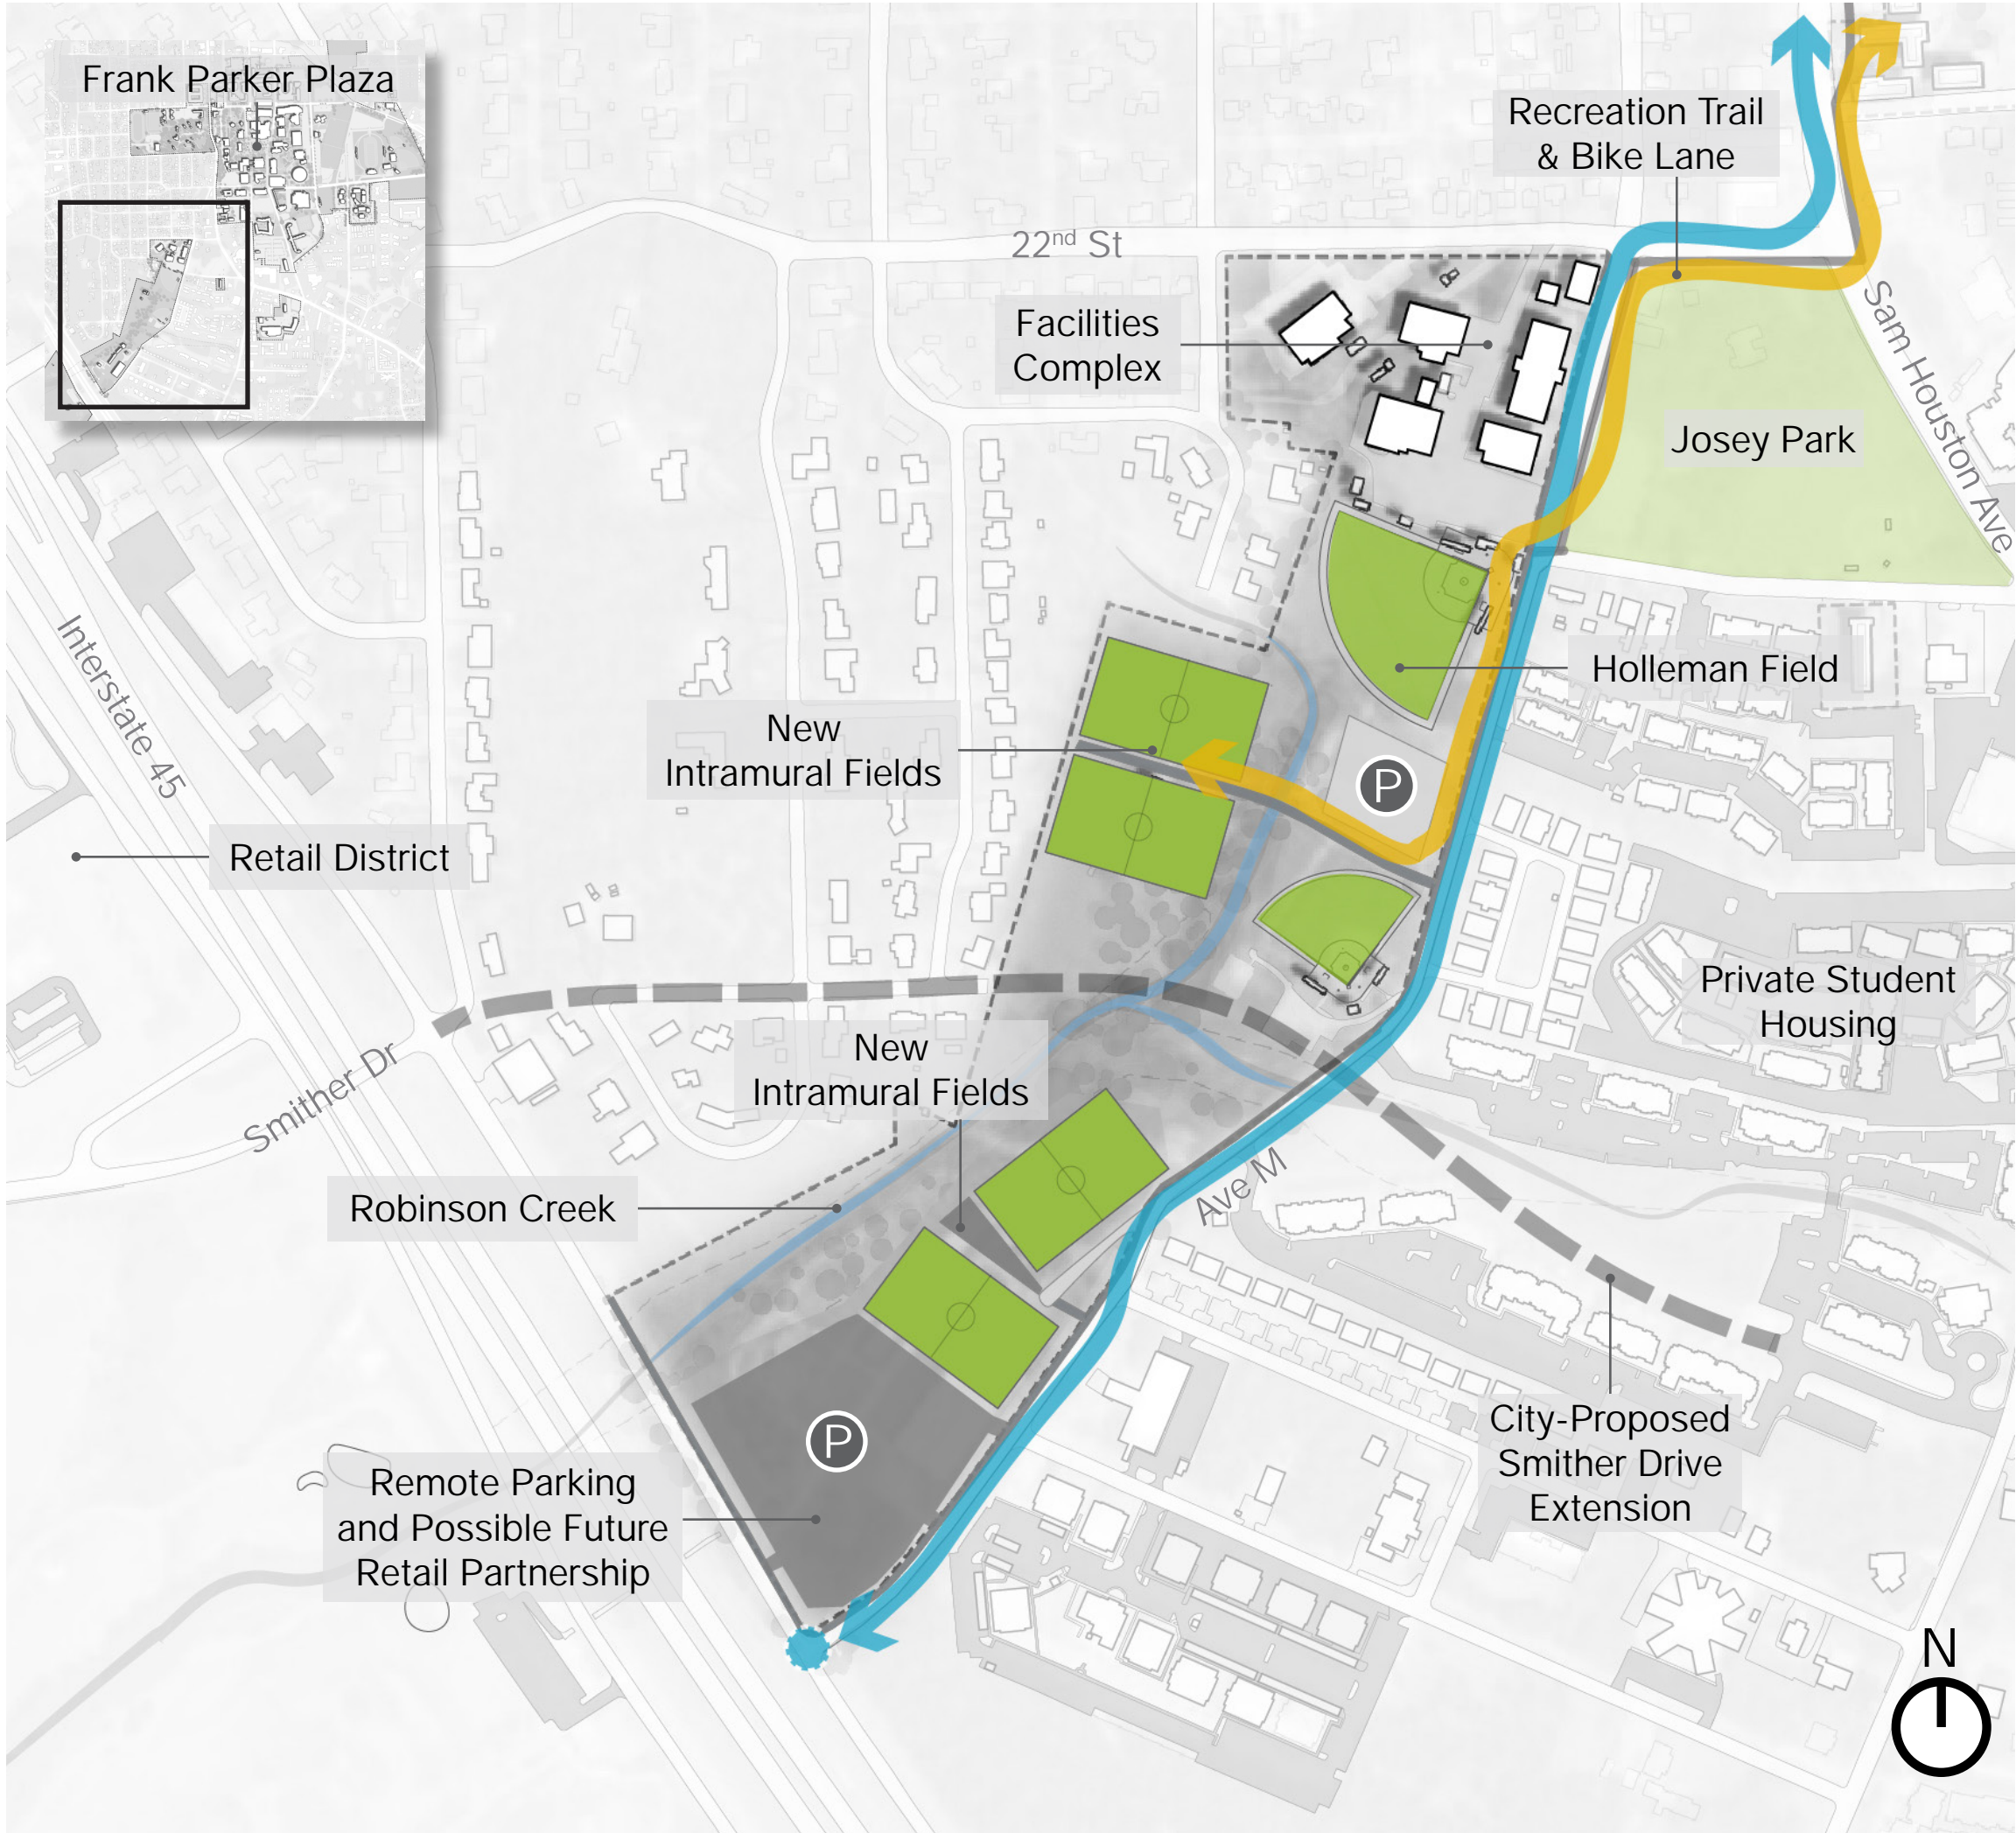 Frank Parker Plaza
Recreation Trail
& Bike Lane
22nd St
Facilities
Complex
Sam Houston Ave
Josey Park
Interstate 45
Holleman Field
New
Intramural Fields
P
Retail District
Private Student
Housing
Smither Dr
New
Intramural Fields
Ave M
Robinson Creek
City-Proposed
Smither Drive
Extension
P
Remote Parking
and Possible Future
Retail Partnership
N